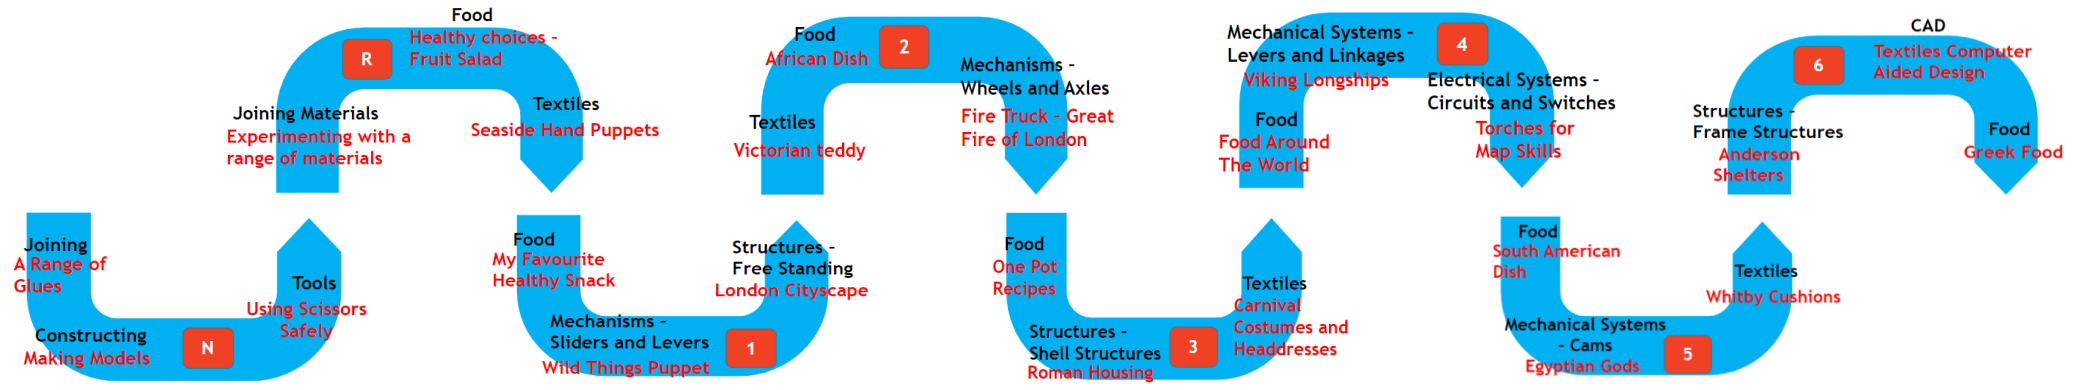 Joining
A Range of
Glues
Constructing
Making Models
N
Tools
Using Scissors
Safely
Joining Materials
Experimenting with a
range of materials
R
Food
Healthy choices –
Fruit Salad
Textiles
Seaside Hand Puppets
Food
My Favourite
Healthy Snack
Mechanisms –
Sliders and Levers
Wild Things Puppet
1
Structures –
Free Standing
London Cityscape
Textiles
Victorian teddy
Food
African Dish
2
Mechanisms –
Wheels and Axles
Fire Truck – Great
Fire of London
Food
One Pot
Recipes
Structures –
Shell Structures
Roman Housing
3
Textiles
Carnival
Costumes and
Headdresses
Food
Food Around
The World
Mechanical Systems –
Levers and Linkages
Viking Longships
4
Electrical Systems –
Circuits and Switches
Torches for
Map Skills
Food
South American
Dish
Mechanical Systems
– Cams
Egyptian Gods
5
Textiles
Whitby Cushions
Structures –
Frame Structures
Anderson
Shelters
6
CAD
Textiles Computer
Aided Design
Food
Greek Food